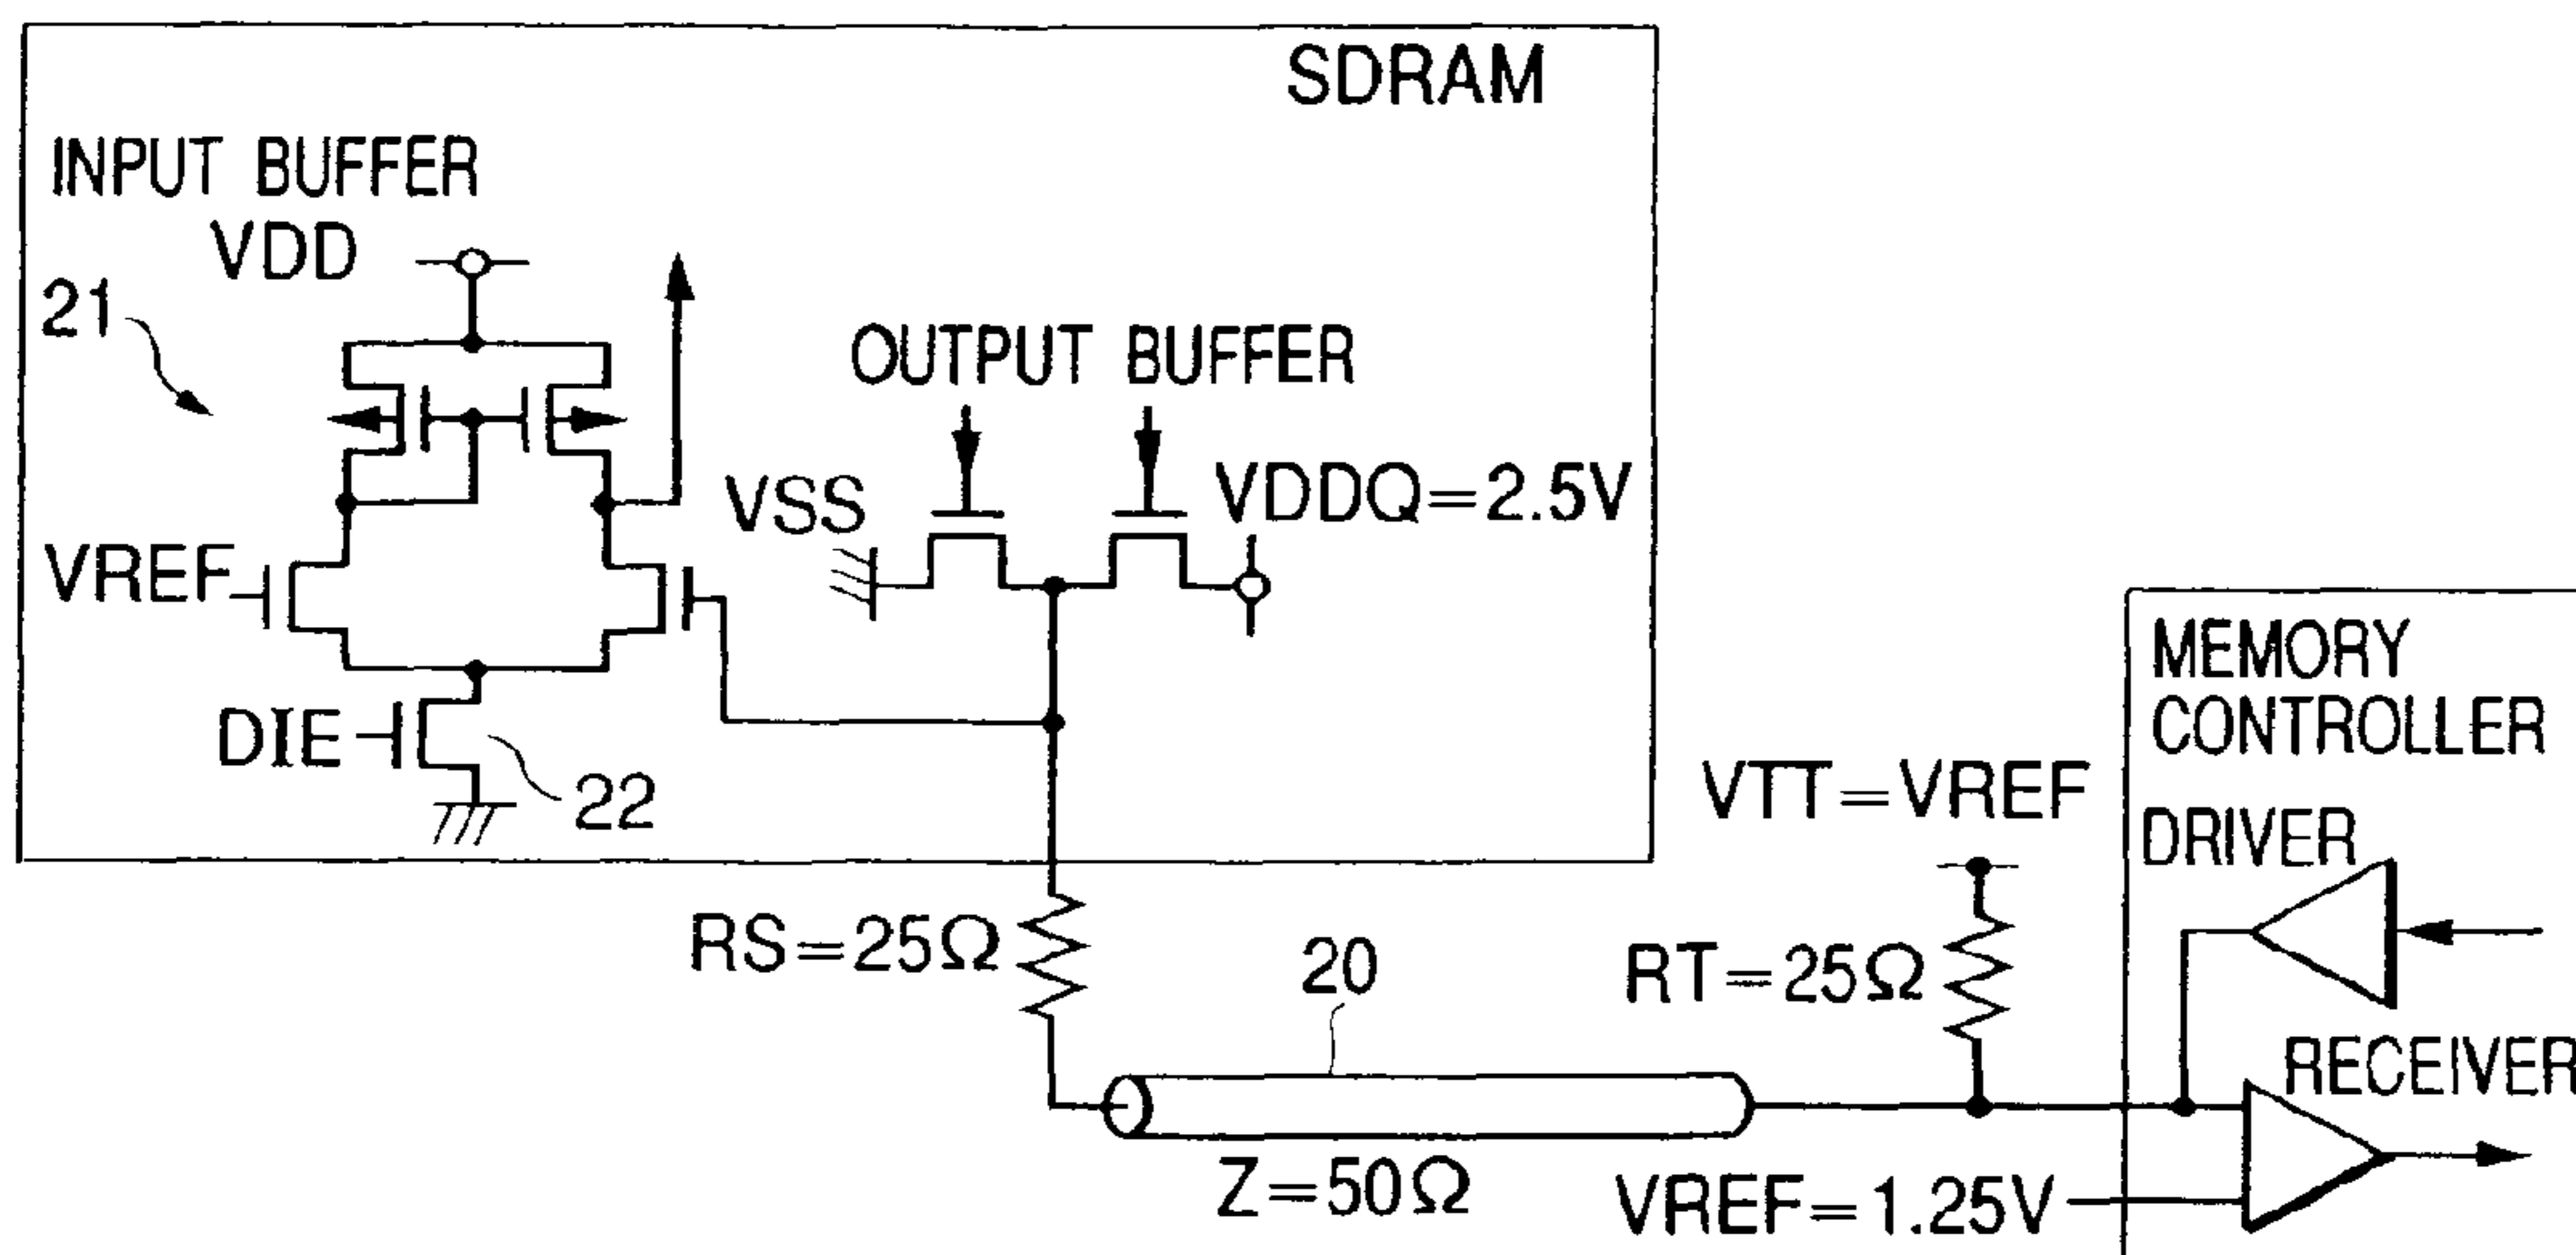 SDRAM
INPUT BUFFER
VDD
21
OUTPUT BUFFER
VSS
VDDQ=2.5V
VREF
DIE
22
MEMORY
CONTROLLER
VTT=VREF
DRIVER
RS=25Ω
20
RT=25Ω
RECEIVER
Z=50Ω
VREF=1.25V